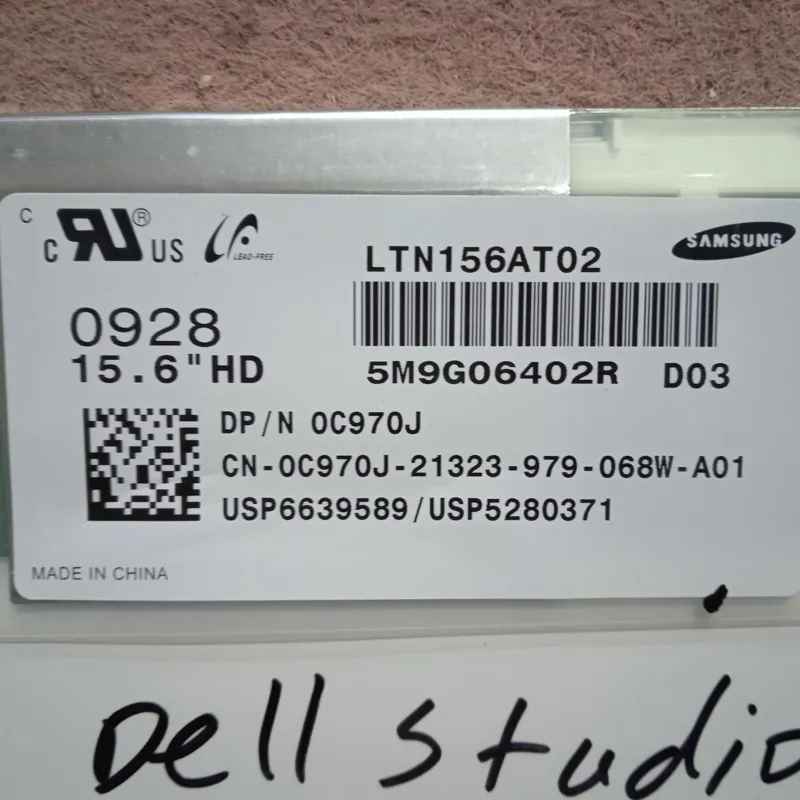 C
C RU® US
LEAD-FREE
SAMSUNG
LTN156AT02
0928
15.6"HD
5M9G06402R D03
DP/N 0C970J
CN-0C970J-21323-979-068W-A01
USP6639589/USP5280371
MADE IN CHINA
Dell studio